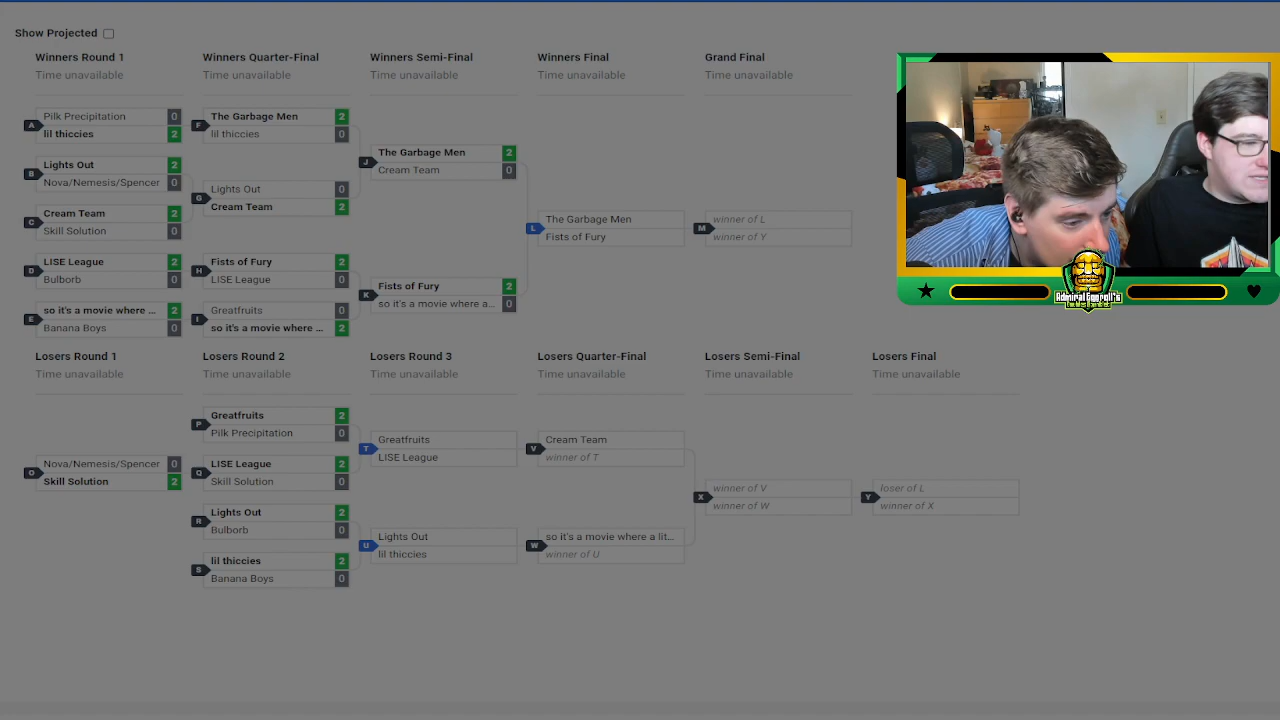 Show Projected
Winners Round 1
Time unavailable
Winners Quarter-Final
Time unavailable
Winners Semi-Final
Time unavailable
Winners Final
Time unavailable
Grand Final
Time unavailable
A
Pilk Precipitation 0
lil thiccies 2
B
Lights Out 2
Nova/Nemesis/Spencer 0
C
Cream Team 2
Skill Solution 0
D
LISE League 2
Bulborb 0
E
so it's a movie where ... 2
Banana Boys 0
F
The Garbage Men 2
lil thiccies 0
G
Lights Out 0
Cream Team 2
H
Fists of Fury 2
LISE League 0
I
Greatfruits 0
so it's a movie where ... 2
J
The Garbage Men 2
Cream Team 0
K
Fists of Fury 2
so it's a movie where a... 0
L
The Garbage Men
Fists of Fury
M
winner of L
winner of Y
Losers Round 1
Time unavailable
Losers Round 2
Time unavailable
Losers Round 3
Time unavailable
Losers Quarter-Final
Time unavailable
Losers Semi-Final
Time unavailable
Losers Final
Time unavailable
O
Nova/Nemesis/Spencer 0
Skill Solution 2
P
Greatfruits 2
Pilk Precipitation 0
Q
LISE League 2
Skill Solution 0
R
Lights Out 2
Bulborb 0
S
lil thiccies 2
Banana Boys 0
T
Greatfruits
LISE League
U
Lights Out
lil thiccies
V
Cream Team
winner of T
W
so it's a movie where a lit...
winner of U
X
winner of V
winner of W
Y
loser of L
winner of X
Admiral Eggroll's